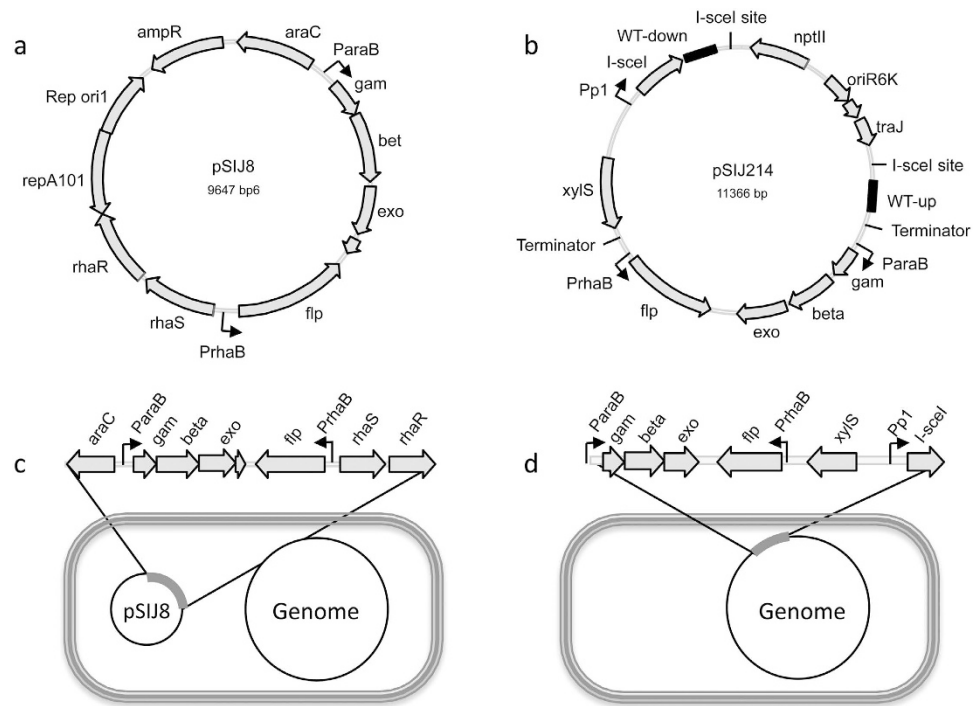 a
ampR
araC
ParaB
gam
bet
exo
flp
PrhaB
rhaS
rhaR
repA101
Rep ori1
pSIJ8
9647 bp6
b
I-sceI site
WT-down
I-sceI
Pp1
nptII
oriR6K
traJ
I-sceI site
WT-up
Terminator
ParaB
gam
beta
exo
flp
PrhaB
Terminator
xylS
pSIJ214
11366 bp
c
araC
ParaB
gam
beta
exo
flp
PrhaB
rhaS
rhaR
pSIJ8
Genome
d
ParaB
gam
beta
exo
flp
PrhaB
xylS
Pp1
I-sceI
Genome